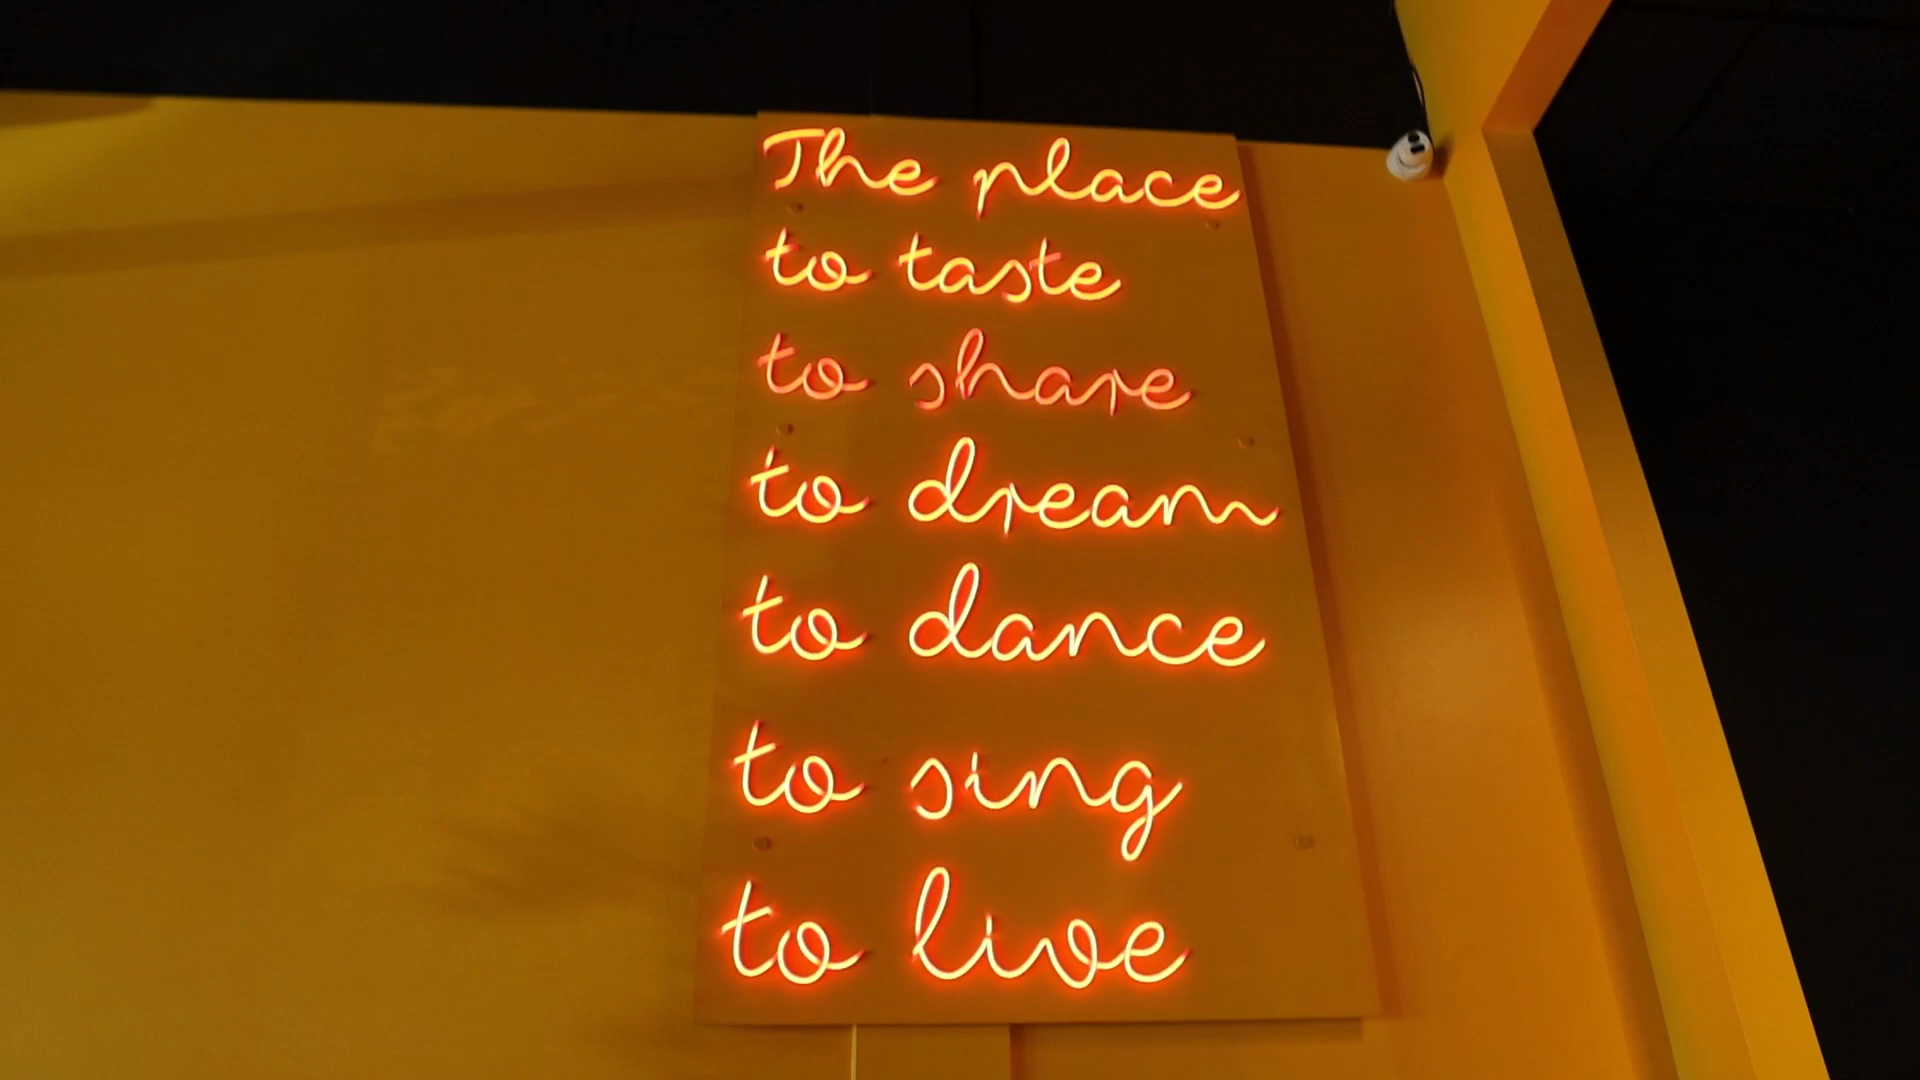 The place
to taste
to share
to dream
to dance
to sing
to live